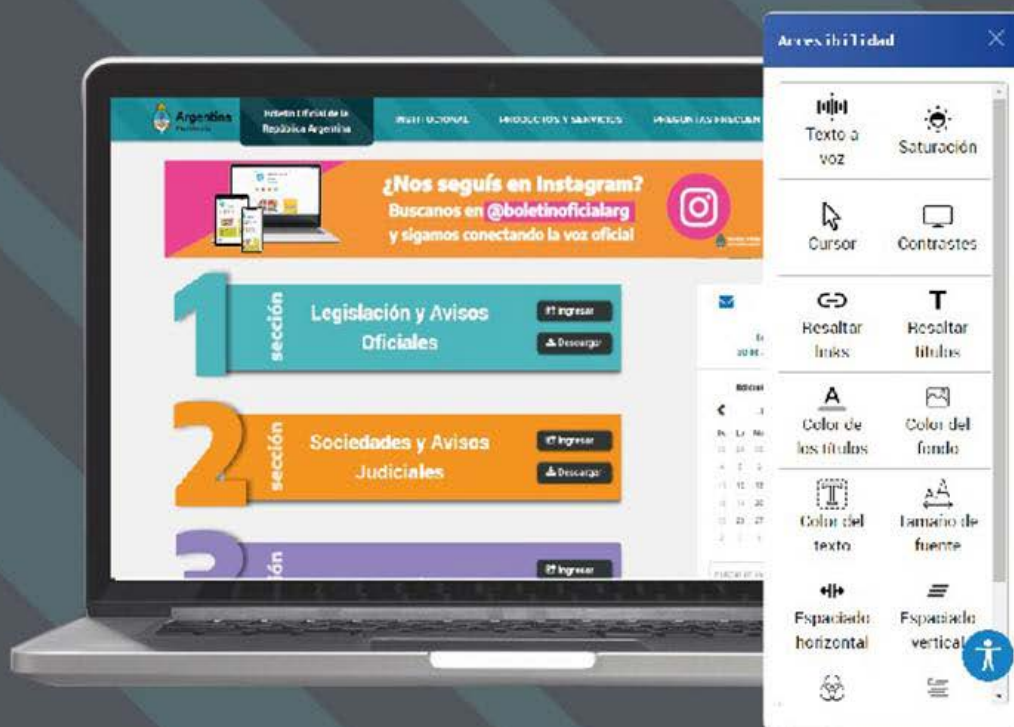 Accesibilidad
Argentina
Boletín Oficial de la
República Argentina
INSTITUCIONAL
PRODUCTOS Y SERVICIOS
PREGUNTAS FRECUEN
¿Nos seguís en Instagram?
Buscanos en @boletinoficialarg
y sigamos conectando la voz oficial
1
sección
Legislación y Avisos
Oficiales
Ingresar
Descargar
2
sección
Sociedades y Avisos
Judiciales
Ingresar
Descargar
3
Ingresar
Texto a
voz
Saturación
Cursor
Contrastes
Resaltar
links
Resaltar
títulos
Color de
los títulos
Color del
fondo
Color del
texto
Tamaño de
fuente
Espaciado
horizontal
Espaciado
vertical